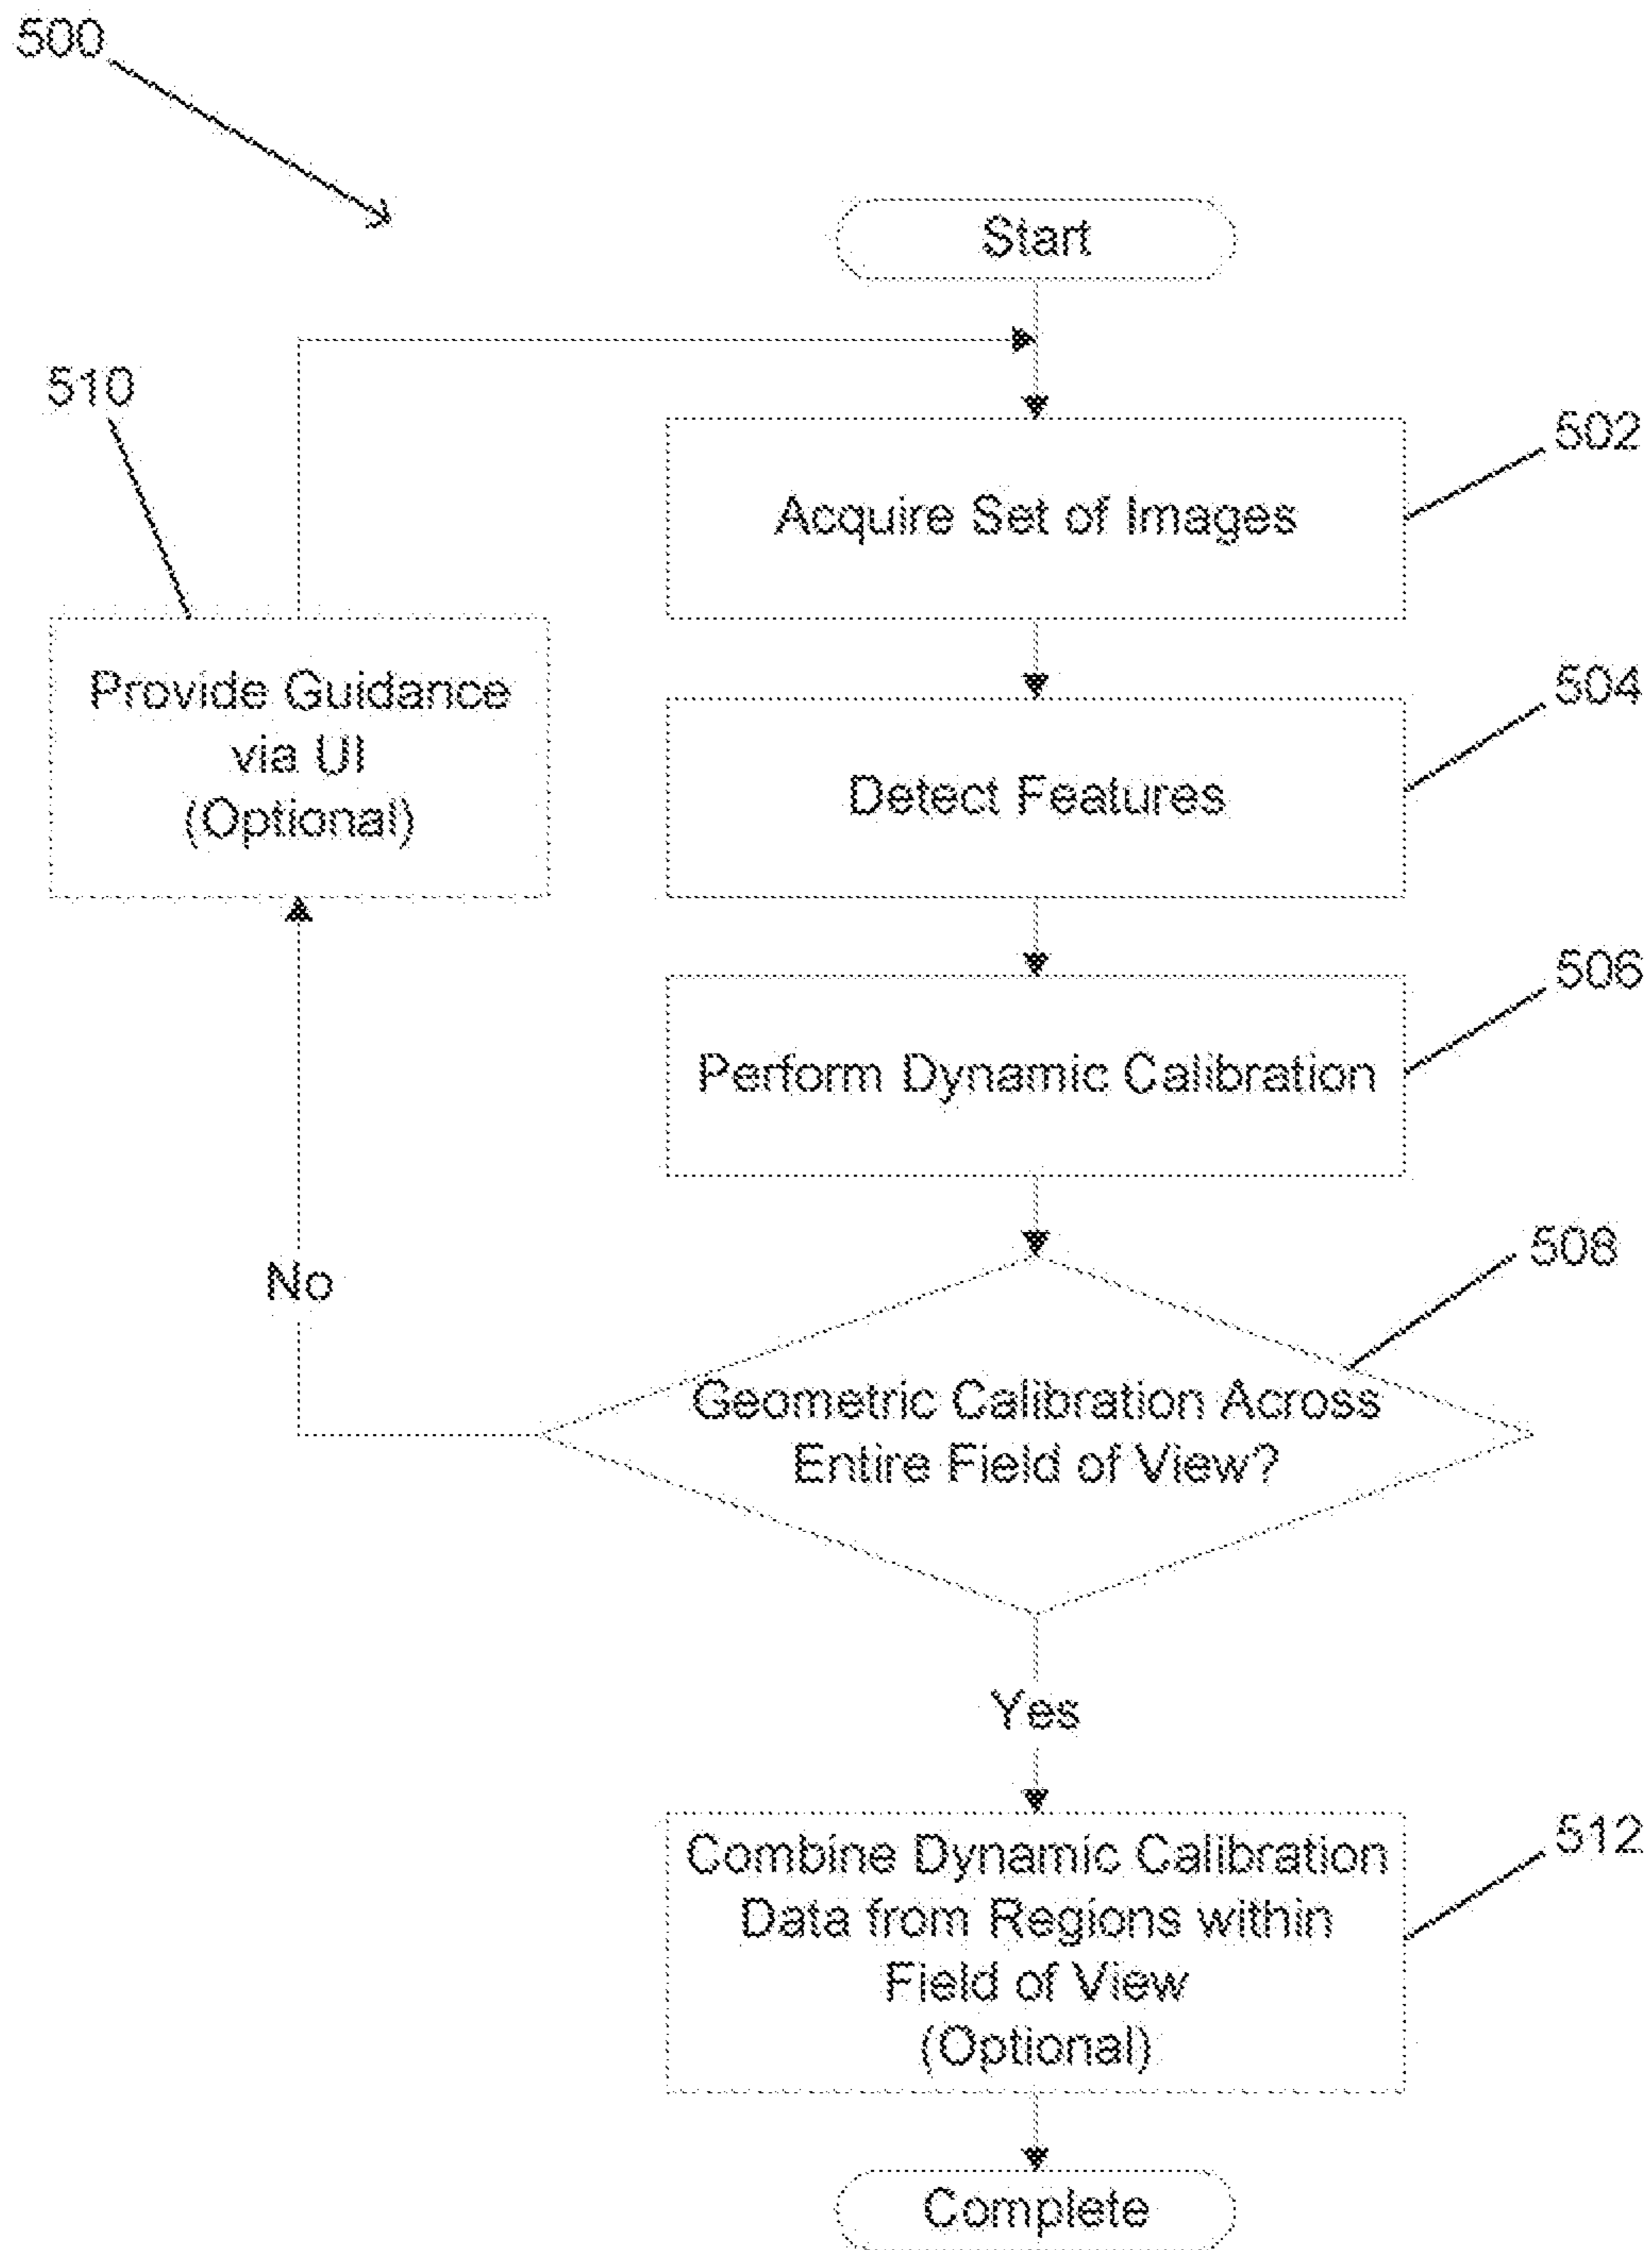 500
Start
510
502
Acquire Set of Images
Provide Guidance
via UI
(Optional)
504
Detect Features
506
Perform Dynamic Calibration
No
508
Geometric Calibration Across
Entire Field of View?
Yes
512
Combine Dynamic Calibration
Data from Regions within
Field of View
(Optional)
Complete